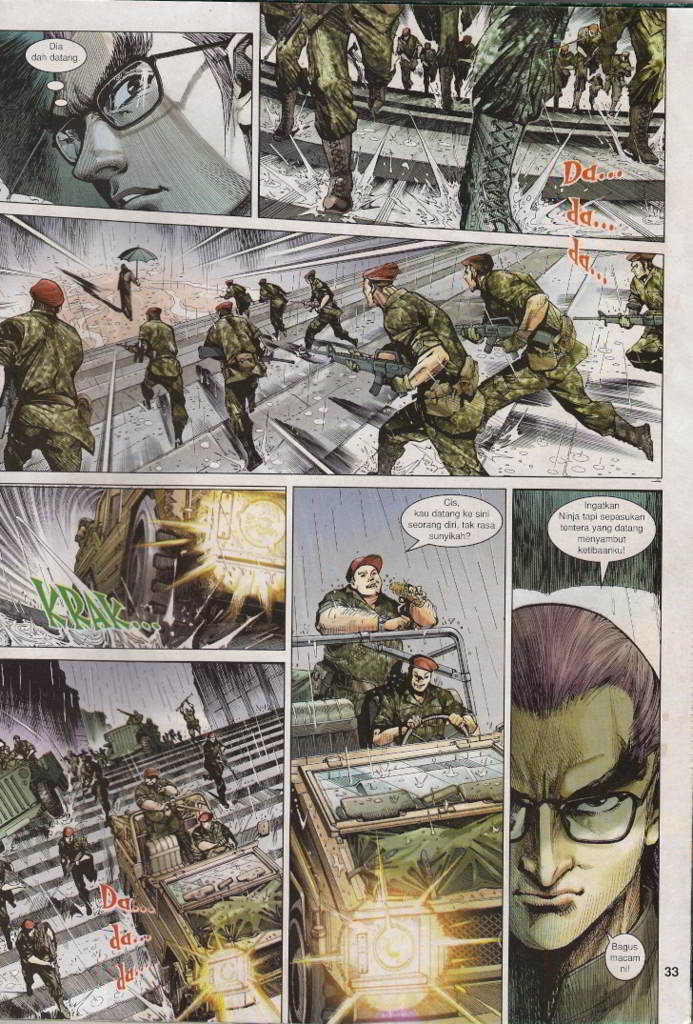 Dia
dah datang.
Da...
da...
da...
KRAK...
Cis,
kau datang ke sini
seorang diri, tak rasa
sunyikah?
Ingatkan
Ninja tapi sepasukan
tentera yang datang
menyambut
ketibaanku!
Da...
da...
da...
Bagus
macam
ni!
33